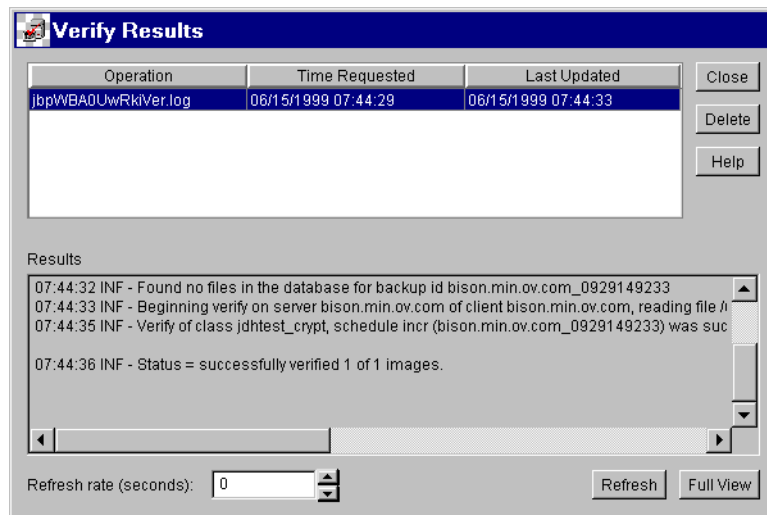 Verify Results
Operation Time Requested Last Updated
jbpWBA0UwRkiVer.log 06/15/1999 07:44:29 06/15/1999 07:44:33
Close
Delete
Help
Results
07:44:32 INF - Found no files in the database for backup id bison.min.ov.com_0929149233
07:44:33 INF - Beginning verify on server bison.min.ov.com of client bison.min.ov.com, reading file /
07:44:35 INF - Verify of class jdhtest_crypt, schedule incr (bison.min.ov.com_0929149233) was suc
07:44:36 INF - Status = successfully verified 1 of 1 images.
Refresh rate (seconds): 0 Refresh Full View